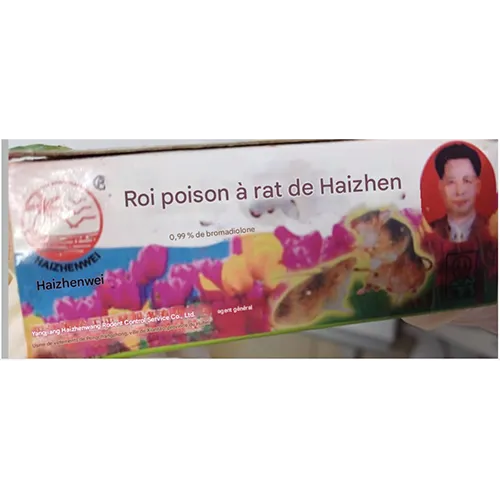 Roi poison à rat de Haizhen
0,99 % de bromadiolone
HAIZHENWEI
Haizhenwei
agent général
Yangjiang Haizhenwang Rodent Control Service Co., Ltd.